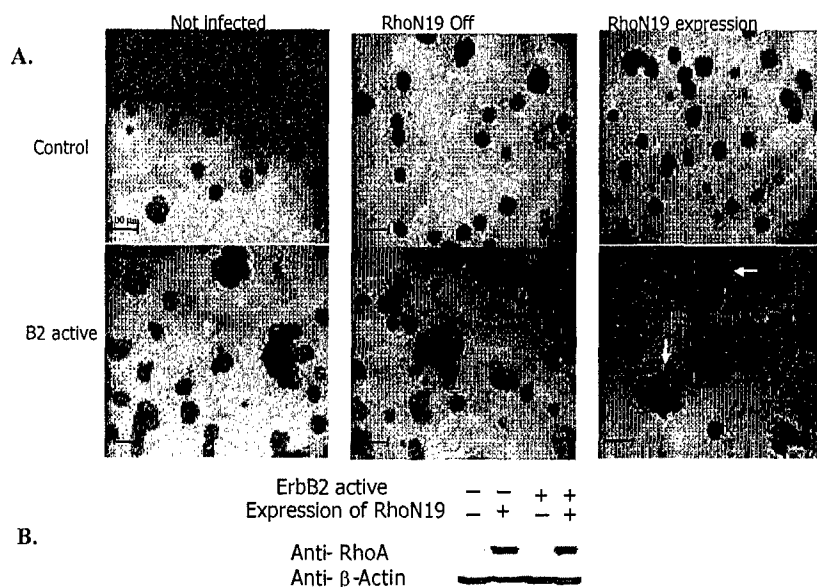 Not infected RhoN19 Off RhoN19 expression
A.
Control
B2 active
ErbB2 active − − + +
Expression of RhoN19 − + − +
B.
Anti- RhoA
Anti- β-Actin